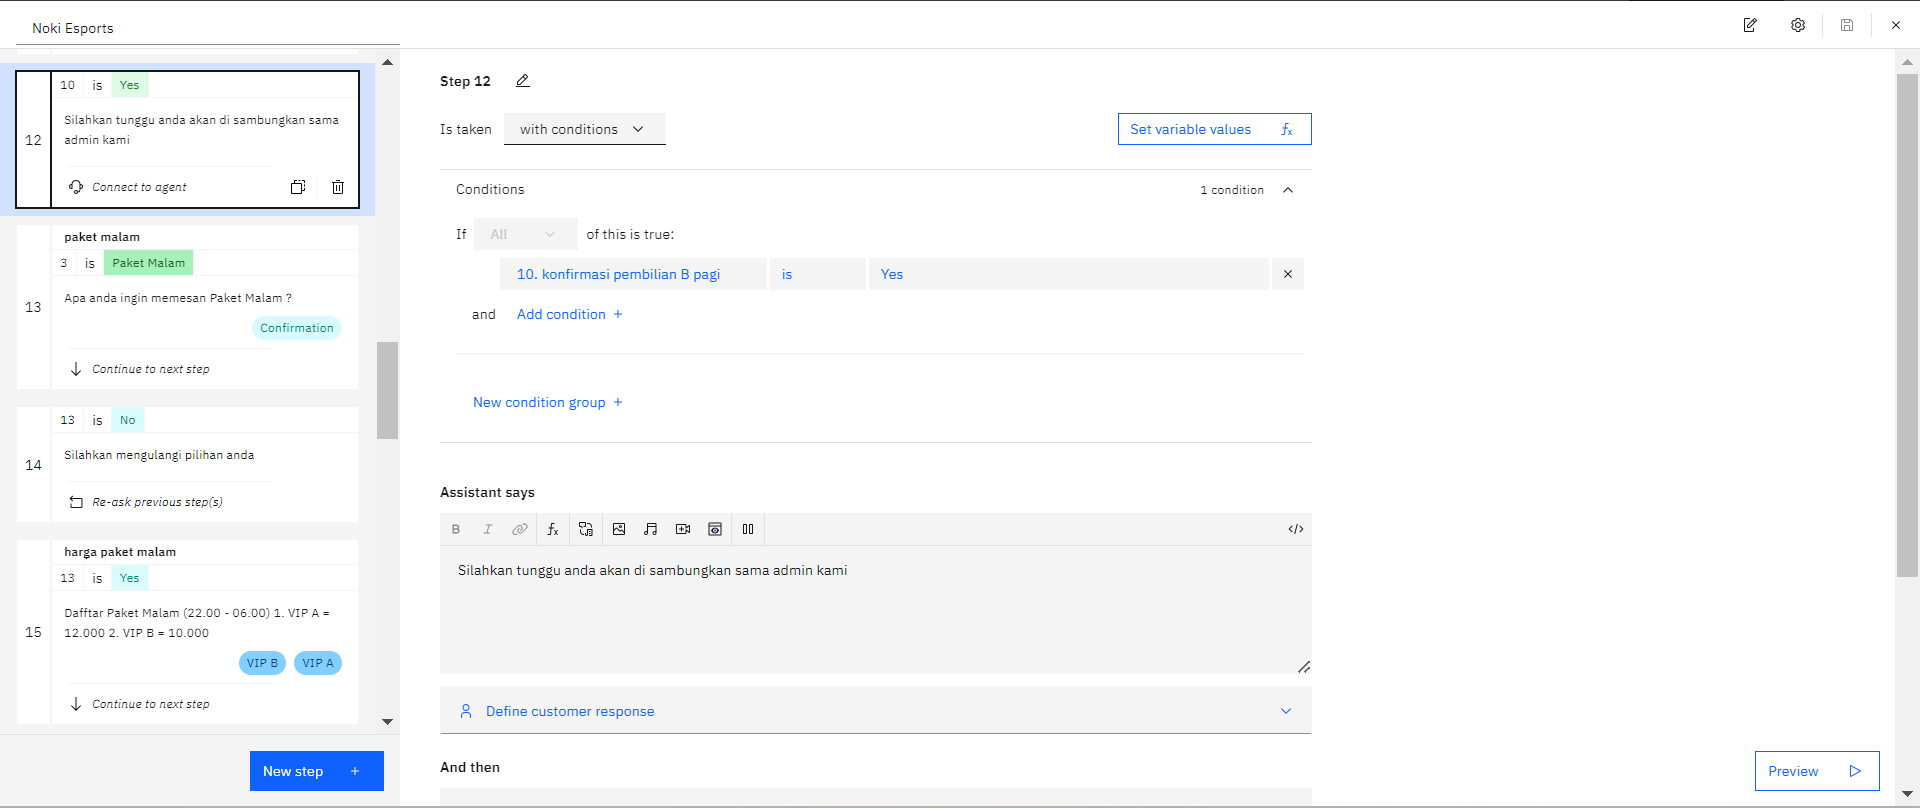 Noki Esports
10 is Yes
12
Silahkan tunggu anda akan di sambungkan sama
admin kami
Connect to agent
paket malam
3 is Paket Malam
13
Apa anda ingin memesan Paket Malam ?
Confirmation
Continue to next step
13 is No
14
Silahkan mengulangi pilihan anda
Re-ask previous step(s)
harga paket malam
13 is Yes
15
Dafftar Paket Malam (22.00 - 06.00) 1. VIP A =
12.000 2. VIP B = 10.000
VIP B VIP A
Continue to next step
New step +
Step 12
Is taken with conditions
Set variable values fx
Conditions
1 condition
If All of this is true:
10. konfirmasi pembilian B pagi is Yes
and Add condition +
New condition group +
Assistant says
B I fx </>
Silahkan tunggu anda akan di sambungkan sama admin kami
Define customer response
And then
Preview